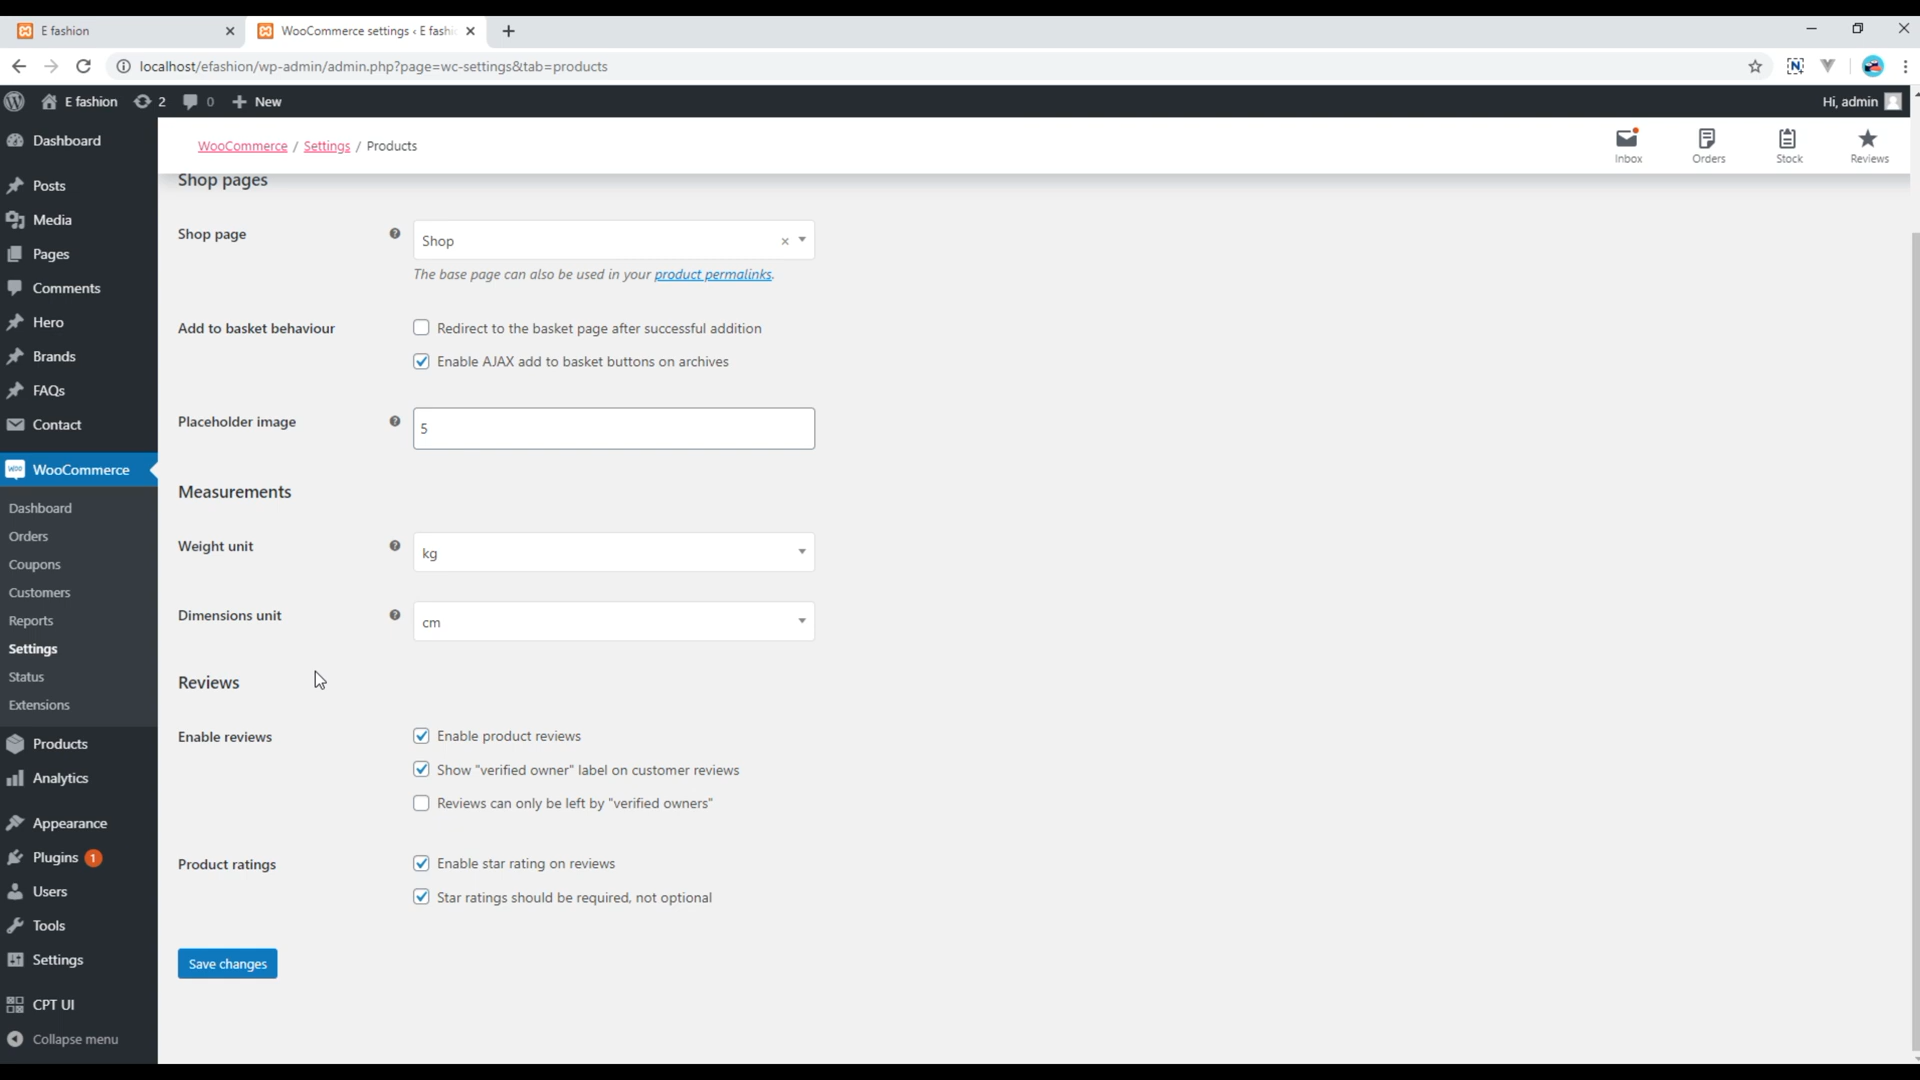 E fashion
WooCommerce settings ‹ E fashi
localhost/efashion/wp-admin/admin.php?page=wc-settings&tab=products
E fashion
2
0
New
Hi, admin
Dashboard
Posts
Media
Pages
Comments
Hero
Brands
FAQs
Contact
WooCommerce
Dashboard
Orders
Coupons
Customers
Reports
Settings
Status
Extensions
Products
Analytics
Appearance
Plugins 1
Users
Tools
Settings
CPT UI
Collapse menu
WooCommerce / Settings / Products
Inbox
Orders
Stock
Reviews
Shop pages
Shop page
Shop
The base page can also be used in your product permalinks.
Add to basket behaviour
Redirect to the basket page after successful addition
Enable AJAX add to basket buttons on archives
Placeholder image
5
Measurements
Weight unit
kg
Dimensions unit
cm
Reviews
Enable reviews
Enable product reviews
Show "verified owner" label on customer reviews
Reviews can only be left by "verified owners"
Product ratings
Enable star rating on reviews
Star ratings should be required, not optional
Save changes